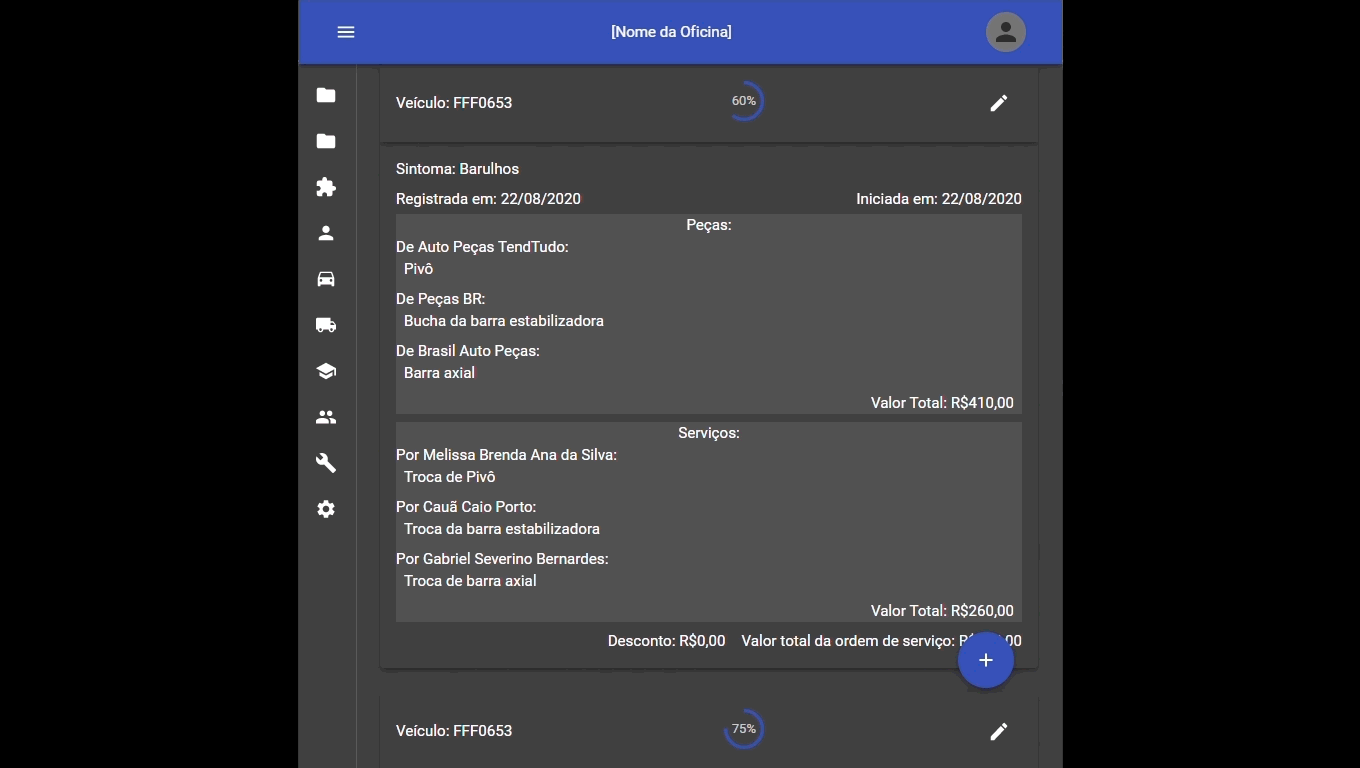 [Nome da Oficina]
Veículo: FFF0653
60%
Sintoma: Barulhos
Registrada em: 22/08/2020
Iniciada em: 22/08/2020
Peças:
De Auto Peças TendTudo:
Pivô
De Peças BR:
Bucha da barra estabilizadora
De Brasil Auto Peças:
Barra axial
Valor Total: R$410,00
Serviços:
Por Melissa Brenda Ana da Silva:
Troca de Pivô
Por Cauã Caio Porto:
Troca da barra estabilizadora
Por Gabriel Severino Bernardes:
Troca de barra axial
Valor Total: R$260,00
Desconto: R$0,00 Valor total da ordem de serviço:
Veículo: FFF0653
75%